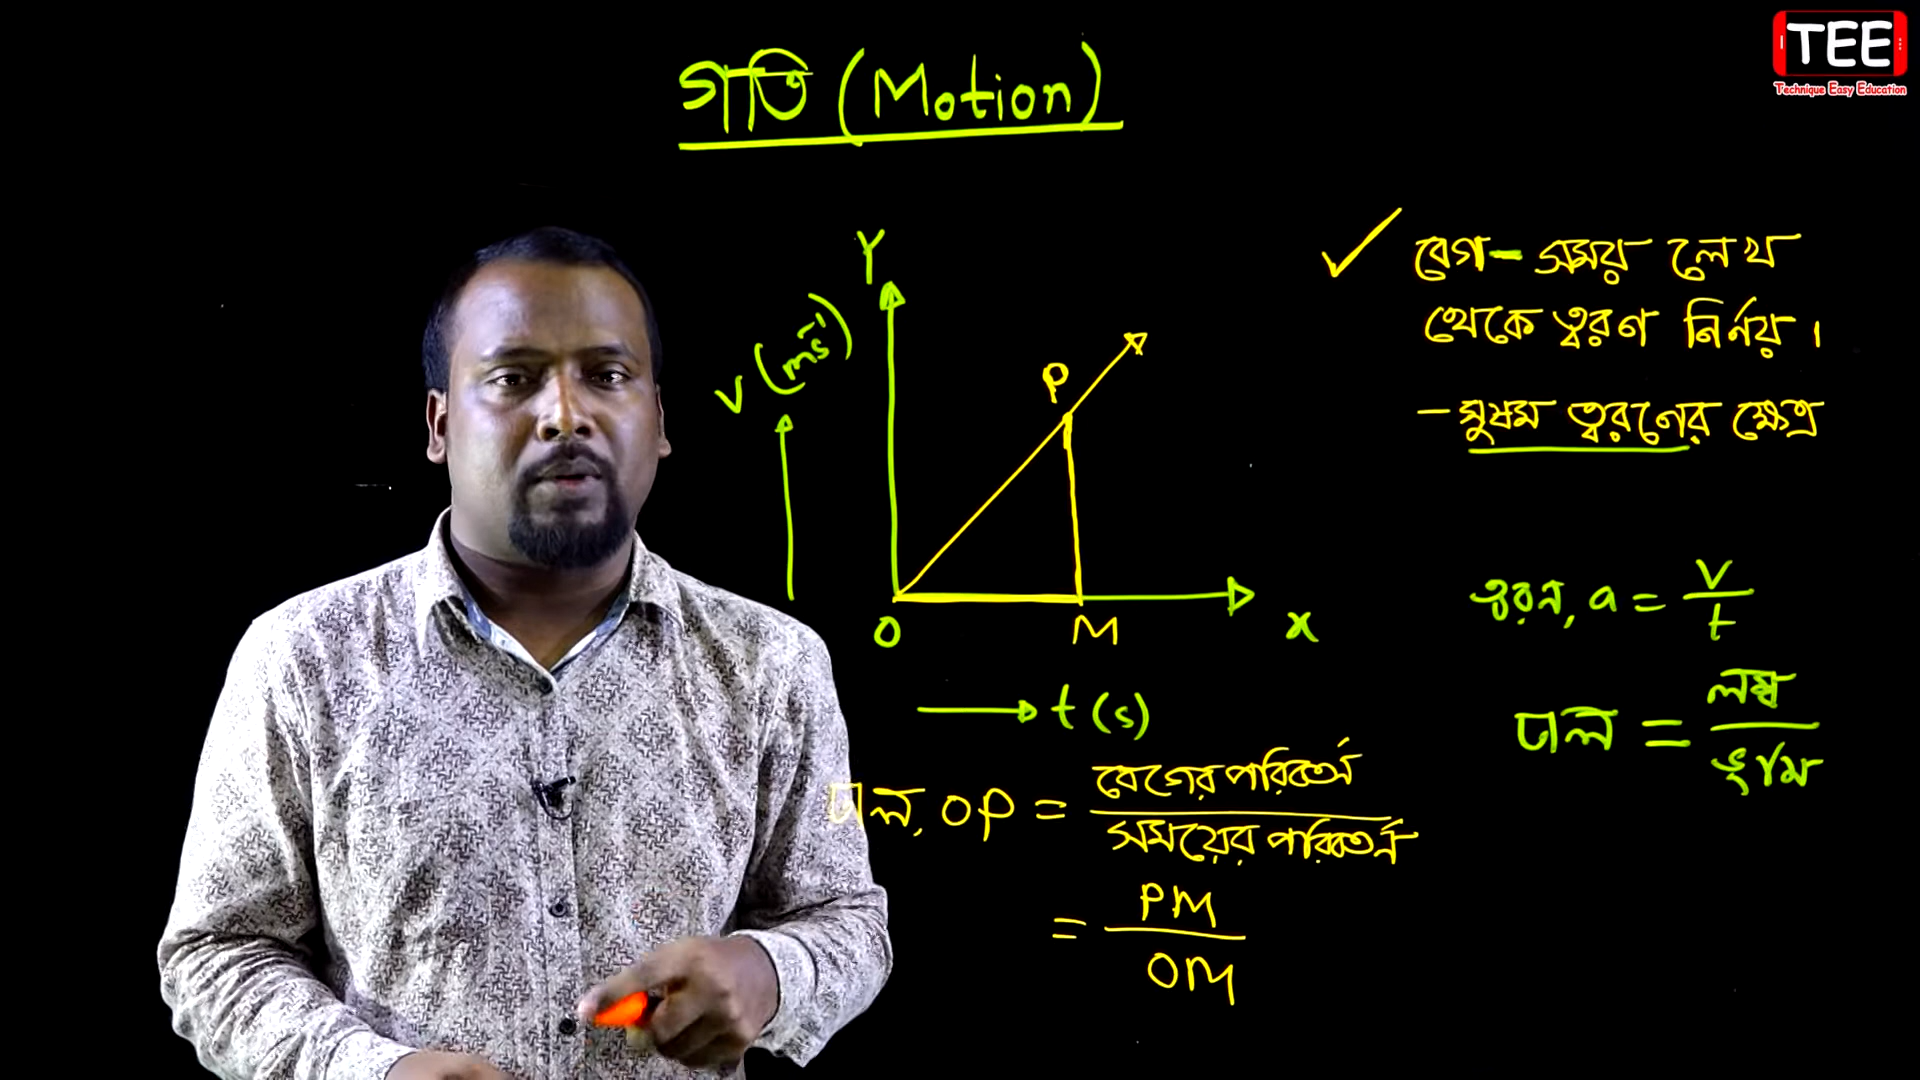 TEE
Technique Easy Education
গতি (Motion)
Y
v (ms⁻¹)
P
O
M
x
→ t (s)
✓ বেগ - সময় লেখ
থেকে ত্বরণ নির্ণয়।
- সুষম ত্বরণের ক্ষেত্র
ত্বরন, a = v/t
ঢাল = লম্ব/ভূমি
ঢাল, OP = বেগের পরিবর্তন/সময়ের পরিবর্তন
= PM/OM